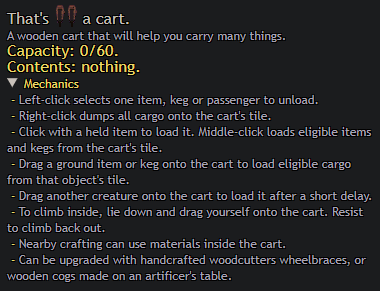 That's a cart.
A wooden cart that will help you carry many things.
Capacity: 0/60.
Contents: nothing.
▼ Mechanics
- Left-click selects one item, keg or passenger to unload.
- Right-click dumps all cargo onto the cart's tile.
- Click with a held item to load it. Middle-click loads eligible items
and kegs from the cart's tile.
- Drag a ground item or keg onto the cart to load eligible cargo
from that object's tile.
- Drag another creature onto the cart to load it after a short delay.
- To climb inside, lie down and drag yourself onto the cart. Resist
to climb back out.
- Nearby crafting can use materials inside the cart.
- Can be upgraded with handcrafted woodcutters wheelbraces, or
wooden cogs made on an artificer's table.